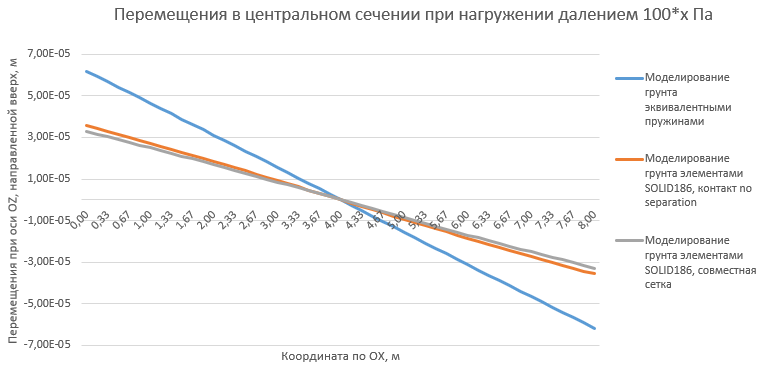 Перемещения в центральном сечении при нагружении далением 100*x Па
Перемещения при оси OZ, направленной вверх, м
7,00E-05
5,00E-05
3,00E-05
1,00E-05
-1,00E-05
-3,00E-05
-5,00E-05
-7,00E-05
0,00
0,33
0,67
1,00
1,33
1,67
2,00
2,33
2,67
3,00
3,33
3,67
4,00
4,33
4,67
5,00
5,33
5,67
6,00
6,33
6,67
7,00
7,33
7,67
8,00
Координата по OX, м
Моделирование
грунта
эквивалентными
пружинами
Моделирование
грунта элементами
SOLID186, контакт no
separation
Моделирование
грунта элементами
SOLID186, совместная
сетка